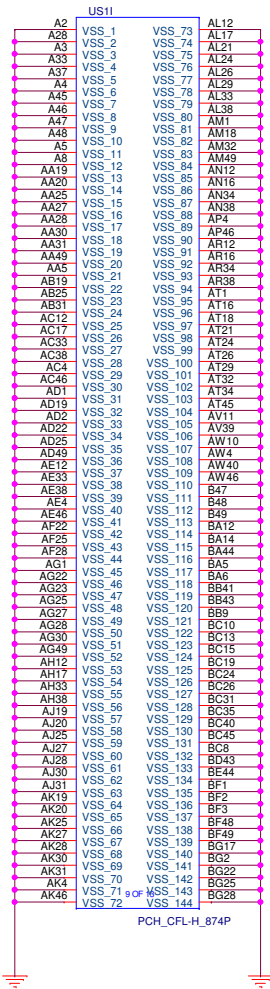 US1I
A2 VSS_1 VSS_73 AL12
A28 VSS_2 VSS_74 AL17
A3 VSS_3 VSS_75 AL21
A33 VSS_4 VSS_76 AL24
A37 VSS_5 VSS_77 AL26
A4 VSS_6 VSS_78 AL29
A45 VSS_7 VSS_79 AL33
A46 VSS_8 VSS_80 AL38
A47 VSS_9 VSS_81 AM1
A48 VSS_10 VSS_82 AM18
A5 VSS_11 VSS_83 AM32
A8 VSS_12 VSS_84 AM49
AA19 VSS_13 VSS_85 AN12
AA20 VSS_14 VSS_86 AN16
AA25 VSS_15 VSS_87 AN34
AA27 VSS_16 VSS_88 AN38
AA28 VSS_17 VSS_89 AP4
AA30 VSS_18 VSS_90 AP46
AA31 VSS_19 VSS_91 AR12
AA49 VSS_20 VSS_92 AR16
AA5 VSS_21 VSS_93 AR34
AB19 VSS_22 VSS_94 AR38
AB25 VSS_23 VSS_95 AT1
AB31 VSS_24 VSS_96 AT16
AC12 VSS_25 VSS_97 AT18
AC17 VSS_26 VSS_98 AT21
AC33 VSS_27 VSS_99 AT24
AC38 VSS_28 VSS_100 AT26
AC4 VSS_29 VSS_101 AT29
AC46 VSS_30 VSS_102 AT32
AD1 VSS_31 VSS_103 AT34
AD19 VSS_32 VSS_104 AT45
AD2 VSS_33 VSS_105 AV11
AD22 VSS_34 VSS_106 AV39
AD25 VSS_35 VSS_107 AW10
AD49 VSS_36 VSS_108 AW4
AE12 VSS_37 VSS_109 AW40
AE33 VSS_38 VSS_110 AW46
AE38 VSS_39 VSS_111 B47
AE4 VSS_40 VSS_112 B48
AE46 VSS_41 VSS_113 B49
AF22 VSS_42 VSS_114 BA12
AF25 VSS_43 VSS_115 BA14
AF28 VSS_44 VSS_116 BA44
AG1 VSS_45 VSS_117 BA5
AG22 VSS_46 VSS_118 BA6
AG23 VSS_47 VSS_119 BB41
AG25 VSS_48 VSS_120 BB43
AG27 VSS_49 VSS_121 BB9
AG28 VSS_50 VSS_122 BC10
AG30 VSS_51 VSS_123 BC13
AG49 VSS_52 VSS_124 BC15
AH12 VSS_53 VSS_125 BC19
AH17 VSS_54 VSS_126 BC24
AH33 VSS_55 VSS_127 BC26
AH38 VSS_56 VSS_128 BC31
AJ19 VSS_57 VSS_129 BC35
AJ20 VSS_58 VSS_130 BC40
AJ25 VSS_59 VSS_131 BC45
AJ27 VSS_60 VSS_132 BC8
AJ28 VSS_61 VSS_133 BD43
AJ30 VSS_62 VSS_134 BE44
AJ31 VSS_63 VSS_135 BF1
AK19 VSS_64 VSS_136 BF2
AK20 VSS_65 VSS_137 BF3
AK25 VSS_66 VSS_138 BF48
AK27 VSS_67 VSS_139 BF49
AK28 VSS_68 VSS_140 BG17
AK30 VSS_69 VSS_141 BG2
AK31 VSS_70 VSS_142 BG22
AK4 VSS_71 9 OF VSS_143 BG25
AK46 VSS_72 VSS_144 BG28
PCH_CFL-H_874P